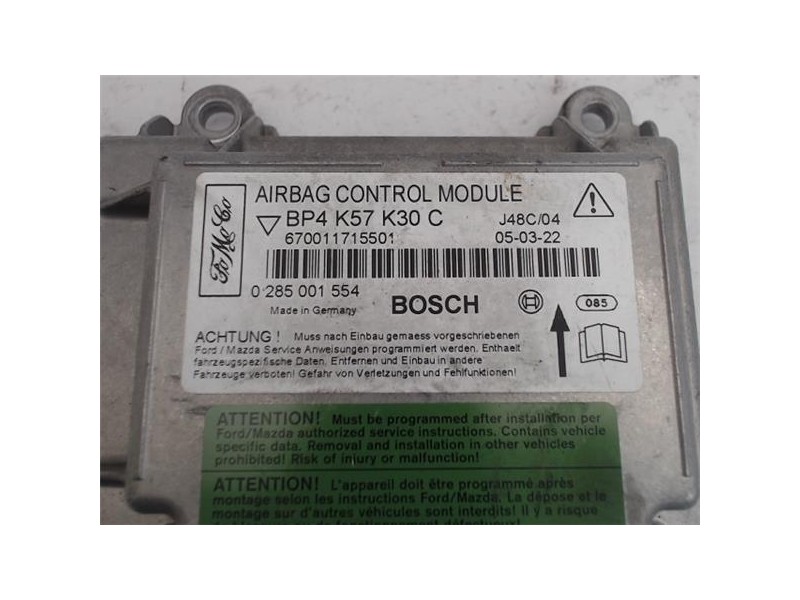 FoMoCo
AIRBAG CONTROL MODULE
BP4 K57 K30 C
J48C/04
670011715501
05-03-22
0 285 001 554
Made in Germany
BOSCH
085
ACHTUNG ! Muss nach Einbau gemaess vorgeschriebenen
Ford / Mazda Service Anweisungen programmiert werden. Enthaelt
fahrzeugspezifische Daten. Entfernen und Einbau in andere
Fahrzeuge verboten! Gefahr von Verletzungen und Fehlfunktionen!
ATTENTION! Must be programmed after installation per
Ford/Mazda authorized service instructions. Contains vehicle
specific data. Removal and installation in other vehicles
prohibited! Risk of injury or malfunction!
ATTENTION! L'appareil doit être programmé après
montage selon les instructions Ford/Mazda. La dépose et le
montage sur d'autres véhicules sont interdits! Il y a risque